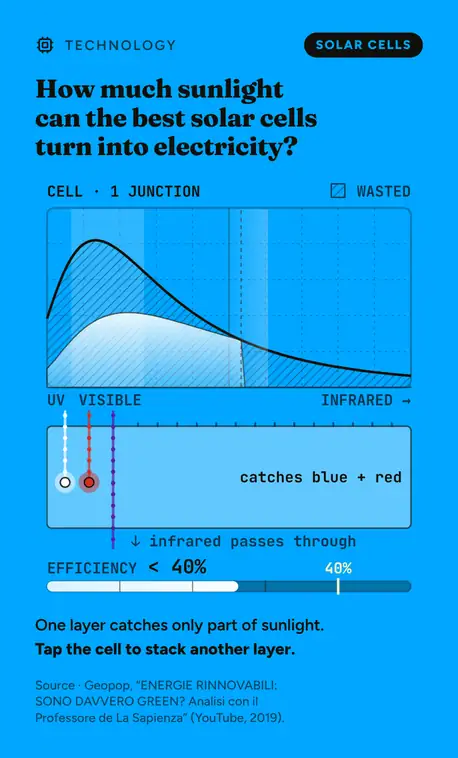 TECHNOLOGY
SOLAR CELLS
How much sunlight
can the best solar cells
turn into electricity?
CELL · 1 JUNCTION
WASTED
UV VISIBLE
INFRARED →
catches blue + red
↓ infrared passes through
EFFICIENCY < 40%
40%
One layer catches only part of sunlight.
Tap the cell to stack another layer.
Source · Geopop, “ENERGIE RINNOVABILI:
SONO DAVVERO GREEN? Analisi con il
Professore de La Sapienza” (YouTube, 2019).